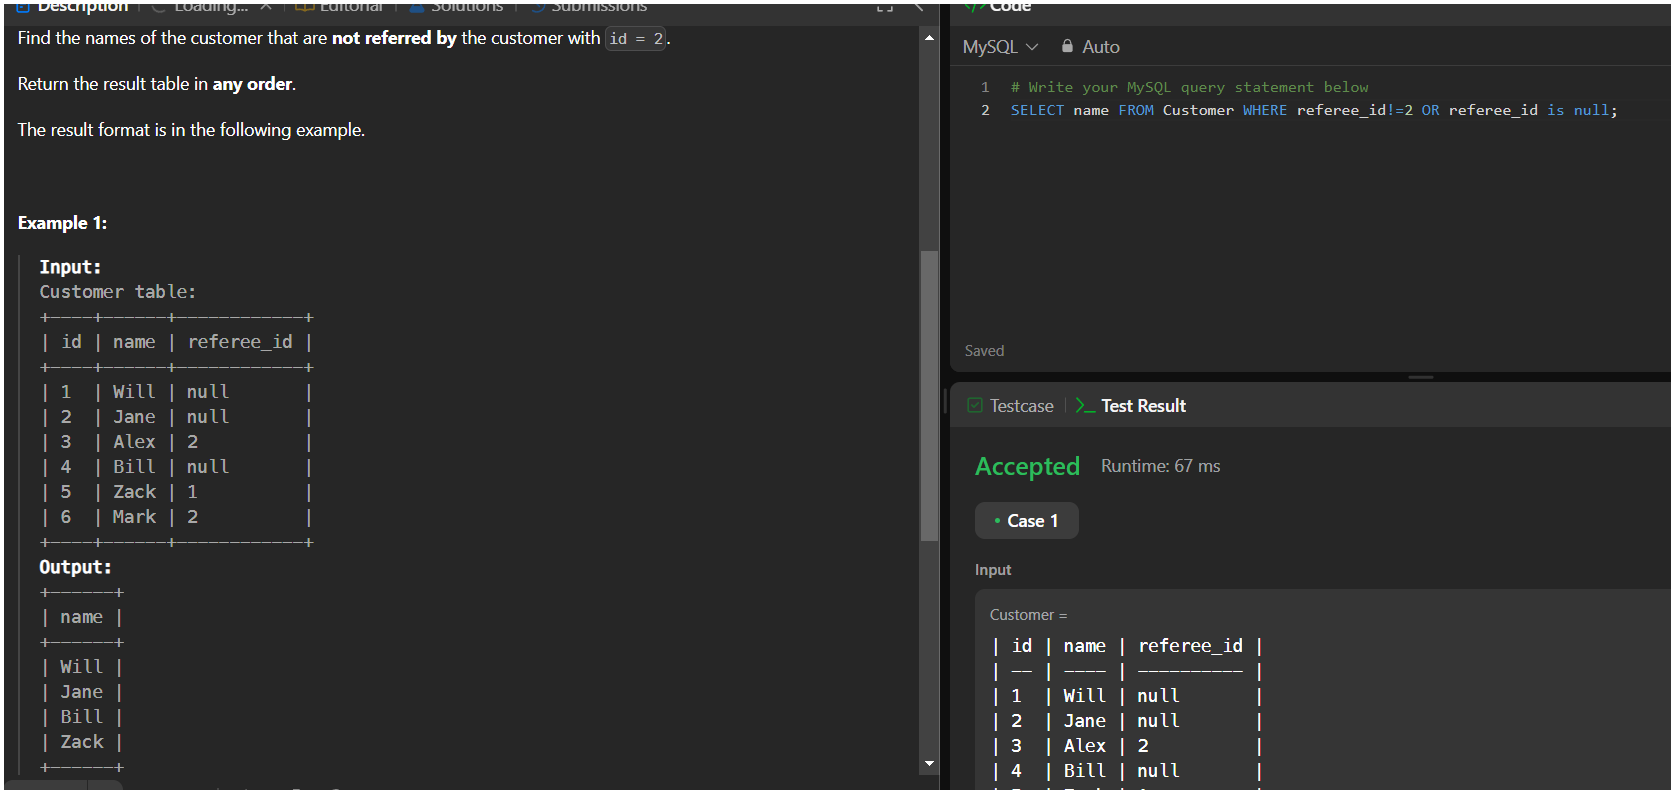 Description | Loading... × | Editorial | Solutions | Submissions
Find the names of the customer that are not referred by the customer with id = 2.
Return the result table in any order.
The result format is in the following example.
Example 1:
Input:
Customer table:
+----+------+------------+
| id | name | referee_id |
+----+------+------------+
| 1 | Will | null |
| 2 | Jane | null |
| 3 | Alex | 2 |
| 4 | Bill | null |
| 5 | Zack | 1 |
| 6 | Mark | 2 |
+----+------+------------+
Output:
+------+
| name |
+------+
| Will |
| Jane |
| Bill |
| Zack |
+------+
</> Code
MySQL Auto
1 # Write your MySQL query statement below
2 SELECT name FROM Customer WHERE referee_id!=2 OR referee_id is null;
Saved
Testcase | >_ Test Result
Accepted Runtime: 67 ms
• Case 1
Input
Customer =
| id | name | referee_id |
| -- | ---- | ---------- |
| 1 | Will | null |
| 2 | Jane | null |
| 3 | Alex | 2 |
| 4 | Bill | null |